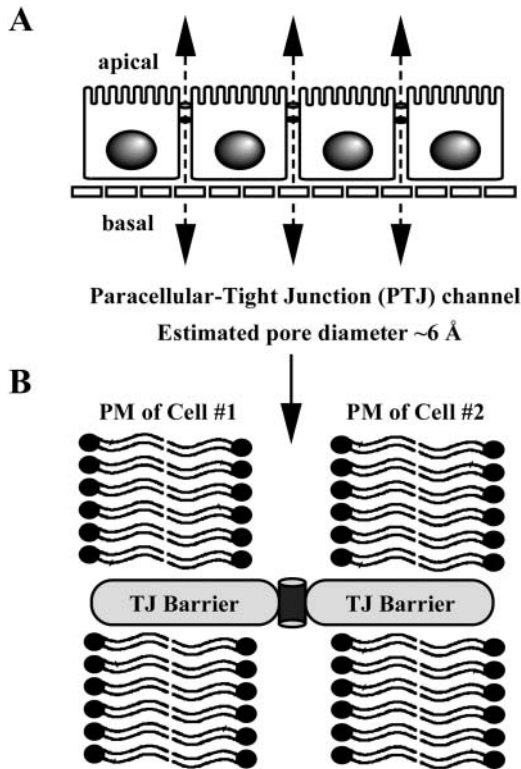 A
apical
basal
Paracellular-Tight Junction (PTJ) channel
Estimated pore diameter ~6 Å
B
PM of Cell #1 PM of Cell #2
TJ Barrier TJ Barrier